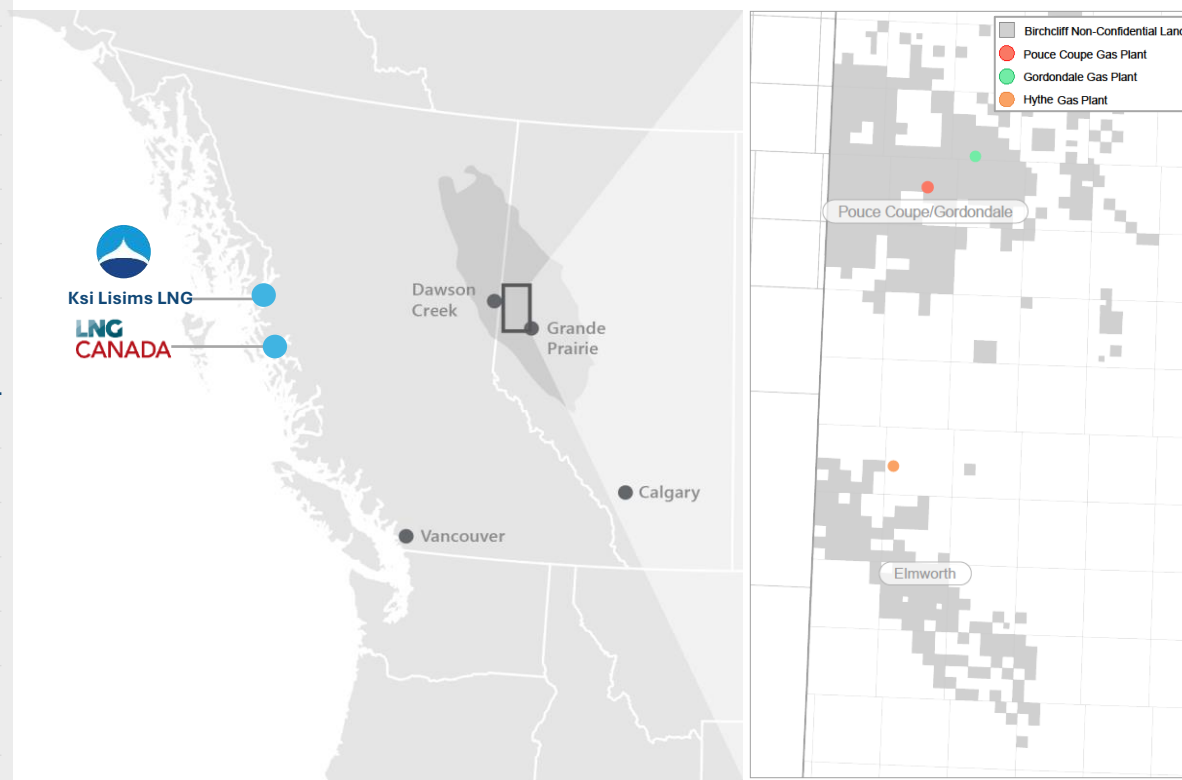 Ksi Lisims LNG
LNG
CANADA
Dawson
Creek
Grande
Prairie
Calgary
Vancouver
Birchcliff Non-Confidential Land
Pouce Coupe Gas Plant
Gordondale Gas Plant
Hythe Gas Plant
Pouce Coupe/Gordondale
Elmworth